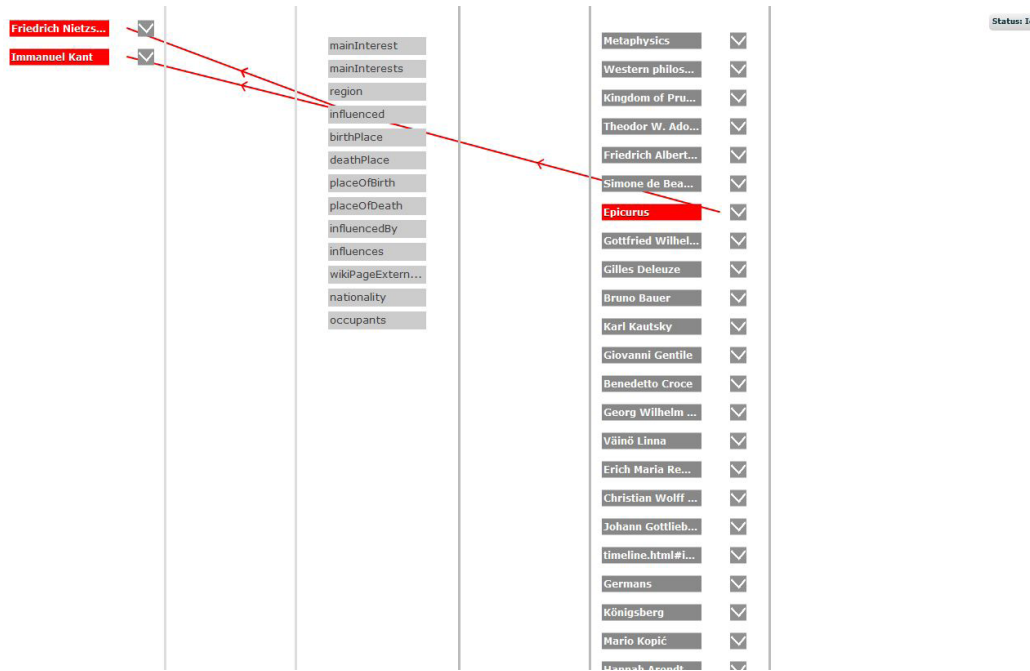 Friedrich Nietzs...
Immanuel Kant
mainInterest
mainInterests
region
influenced
birthPlace
deathPlace
placeOfBirth
placeOfDeath
influencedBy
influences
wikiPageExtern...
nationality
occupants
Metaphysics
Western philos...
Kingdom of Pru...
Theodor W. Ado...
Friedrich Albert...
Simone de Bea...
Epicurus
Gottfried Wilhel...
Gilles Deleuze
Bruno Bauer
Karl Kautsky
Giovanni Gentile
Benedetto Croce
Georg Wilhelm ...
Väinö Linna
Erich Maria Re...
Christian Wolff ...
Johann Gottlieb...
timeline.html#i...
Germans
Königsberg
Mario Kopić
Hannah Arendt
Status: